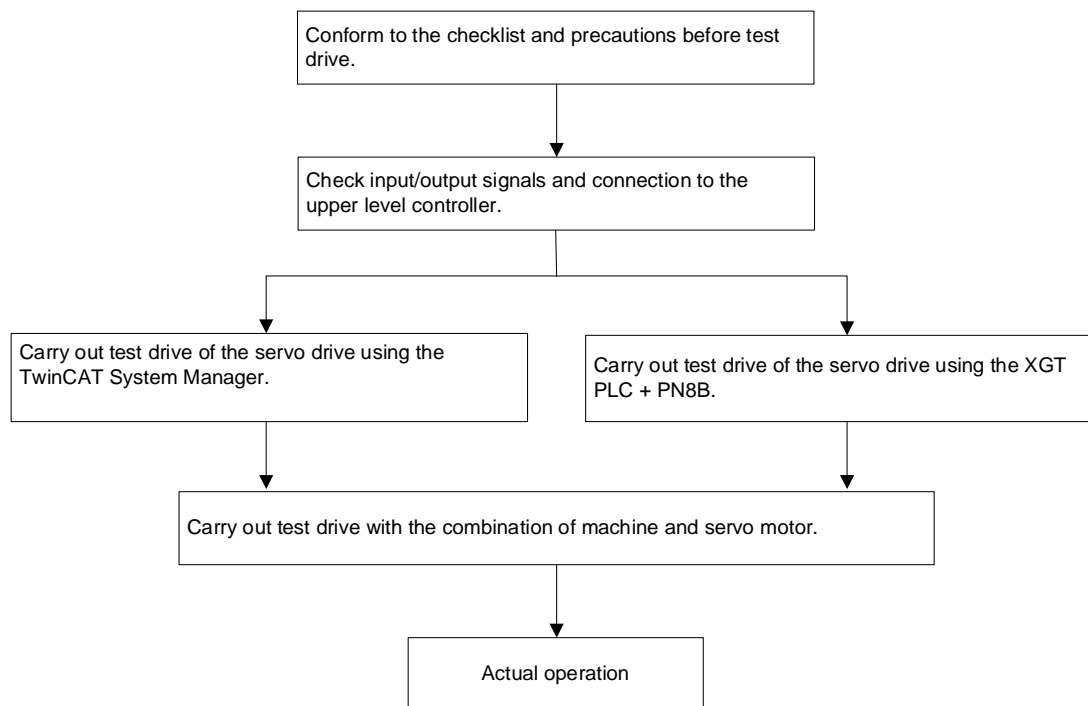 Conform to the checklist and precautions before test
drive.
Check input/output signals and connection to the
upper level controller.
Carry out test drive of the servo drive using the
TwinCAT System Manager.
Carry out test drive of the servo drive using the XGT
PLC + PN8B.
Carry out test drive with the combination of machine and servo motor.
Actual operation